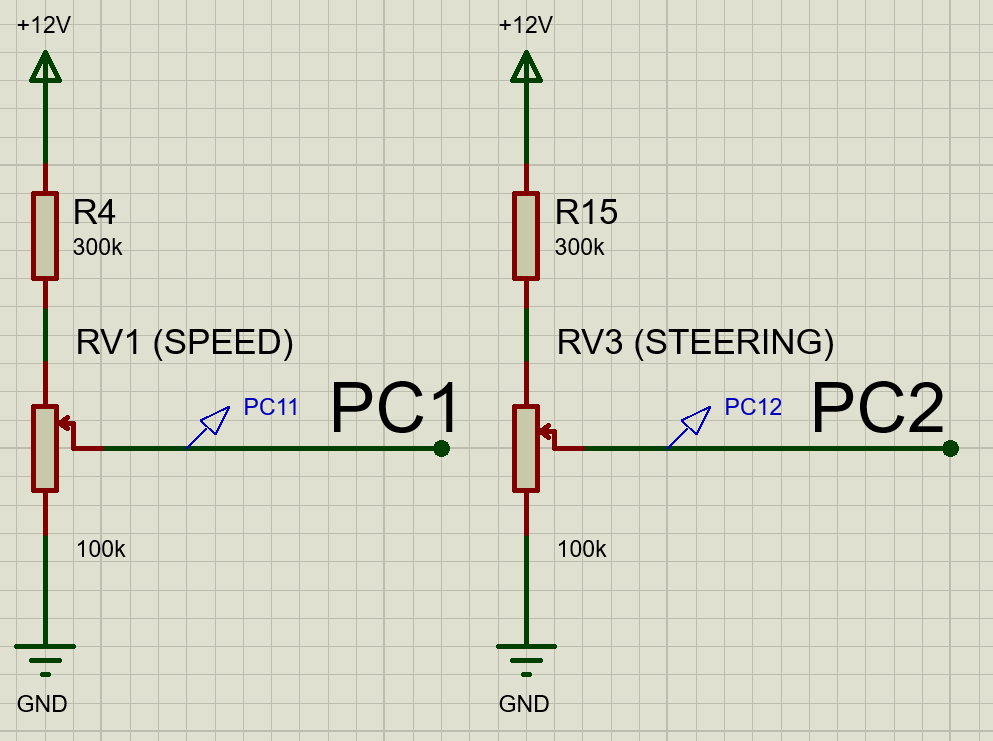 +12V
R4
300k
RV1 (SPEED)
PC11
PC1
100k
GND
+12V
R15
300k
RV3 (STEERING)
PC12
PC2
100k
GND